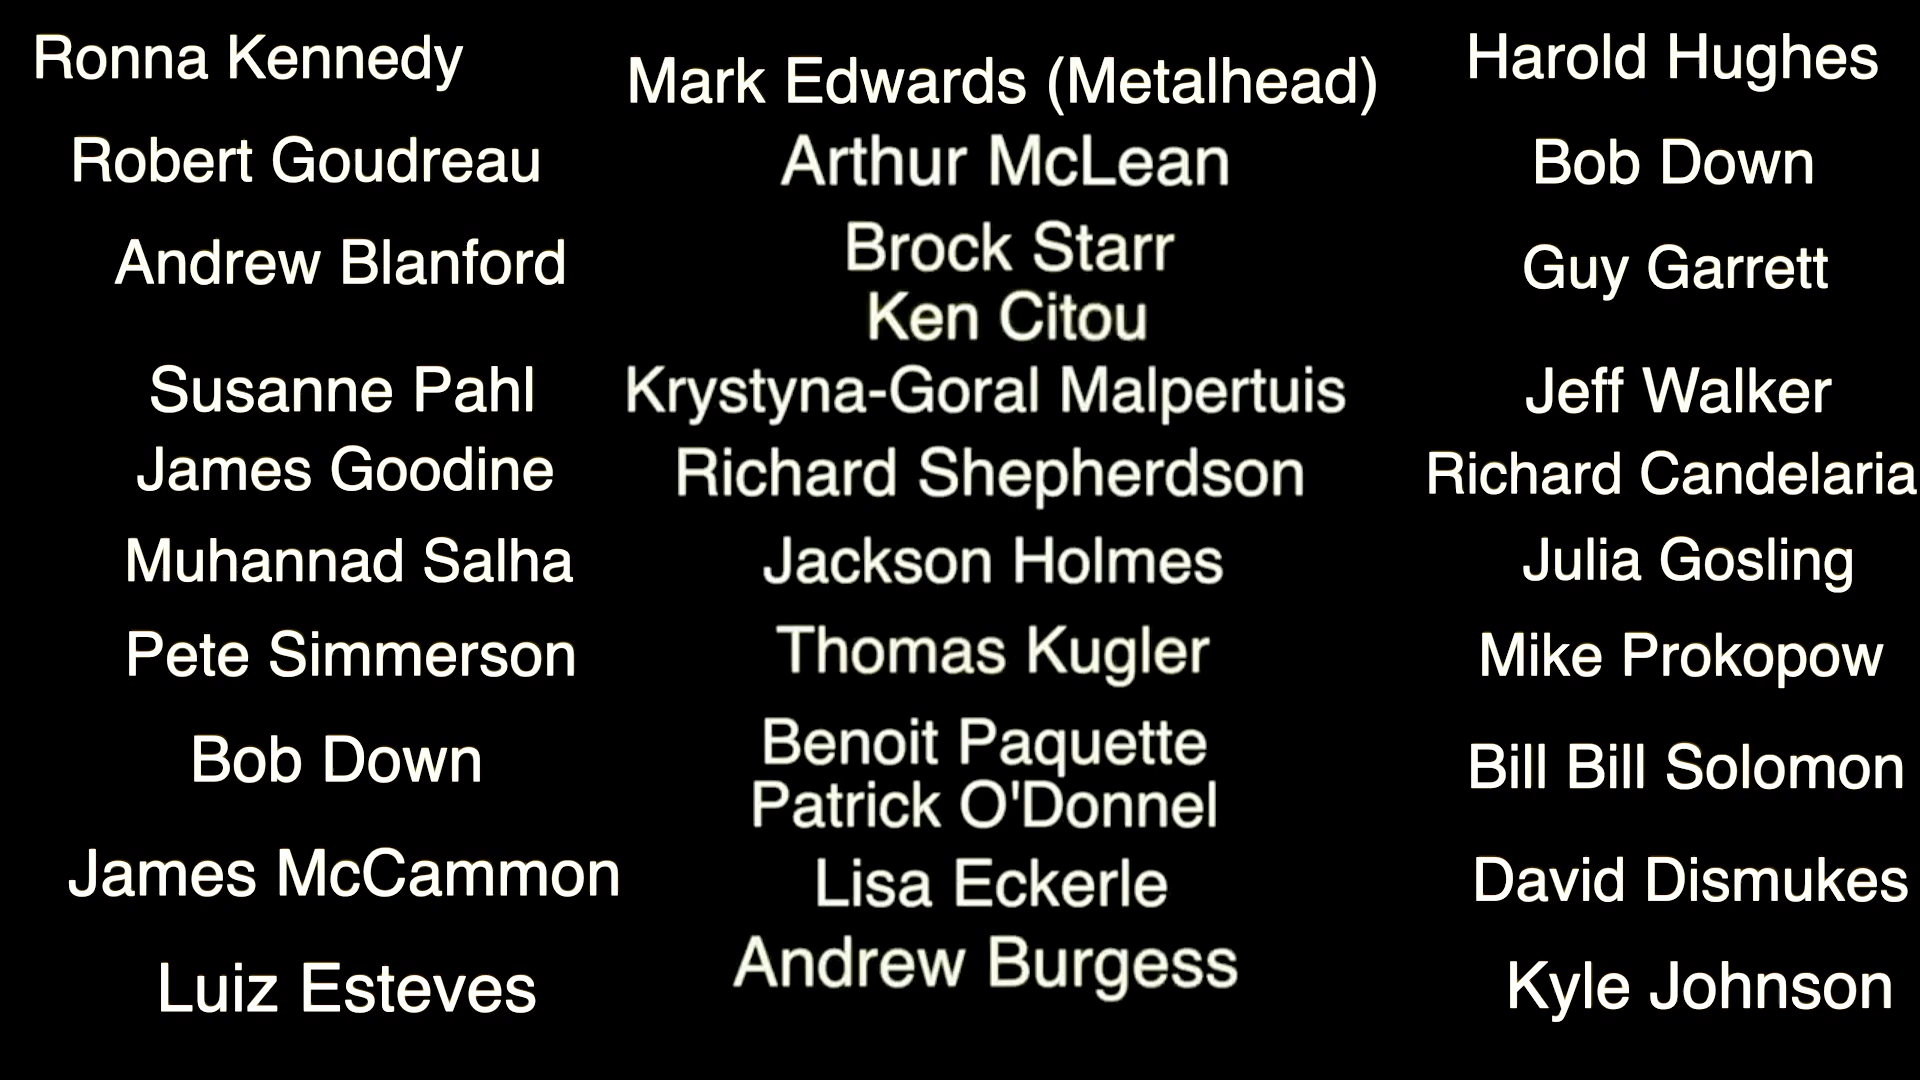 Ronna Kennedy
Robert Goudreau
Andrew Blanford
Susanne Pahl
James Goodine
Muhannad Salha
Pete Simmerson
Bob Down
James McCammon
Luiz Esteves
Mark Edwards (Metalhead)
Arthur McLean
Brock Starr
Ken Citou
Krystyna-Goral Malpertuis
Richard Shepherdson
Jackson Holmes
Thomas Kugler
Benoit Paquette
Patrick O'Donnel
Lisa Eckerle
Andrew Burgess
Harold Hughes
Bob Down
Guy Garrett
Jeff Walker
Richard Candelaria
Julia Gosling
Mike Prokopow
Bill Bill Solomon
David Dismukes
Kyle Johnson